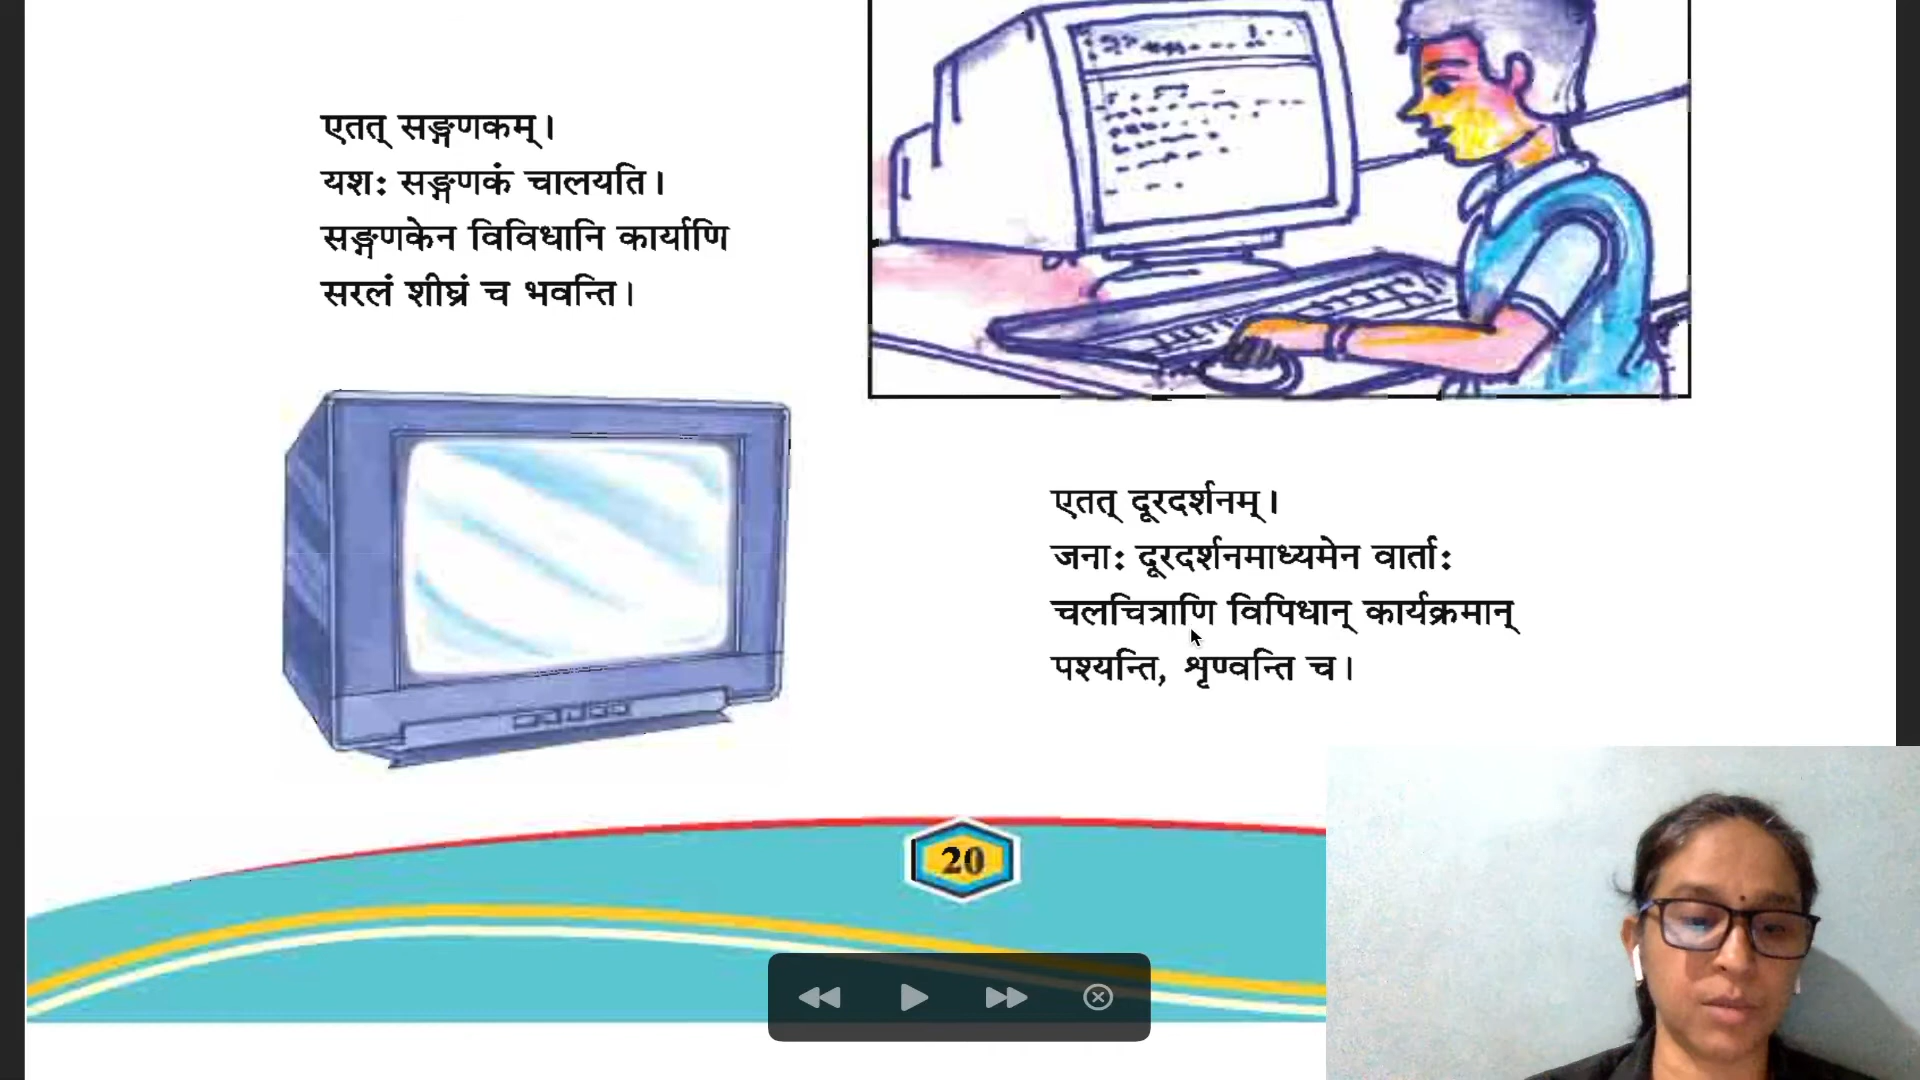 एतत् सङ्गणकम्।
यशः सङ्गणकं चालयति।
सङ्गणकेन विविधानि कार्याणि
सरलं शीघ्रं च भवन्ति।
एतत् दूरदर्शनम्।
जनाः दूरदर्शनमाध्यमेन वार्ताः
चलचित्राणि विपिधान् कार्यक्रमान्
पश्यन्ति, शृण्वन्ति च।
20